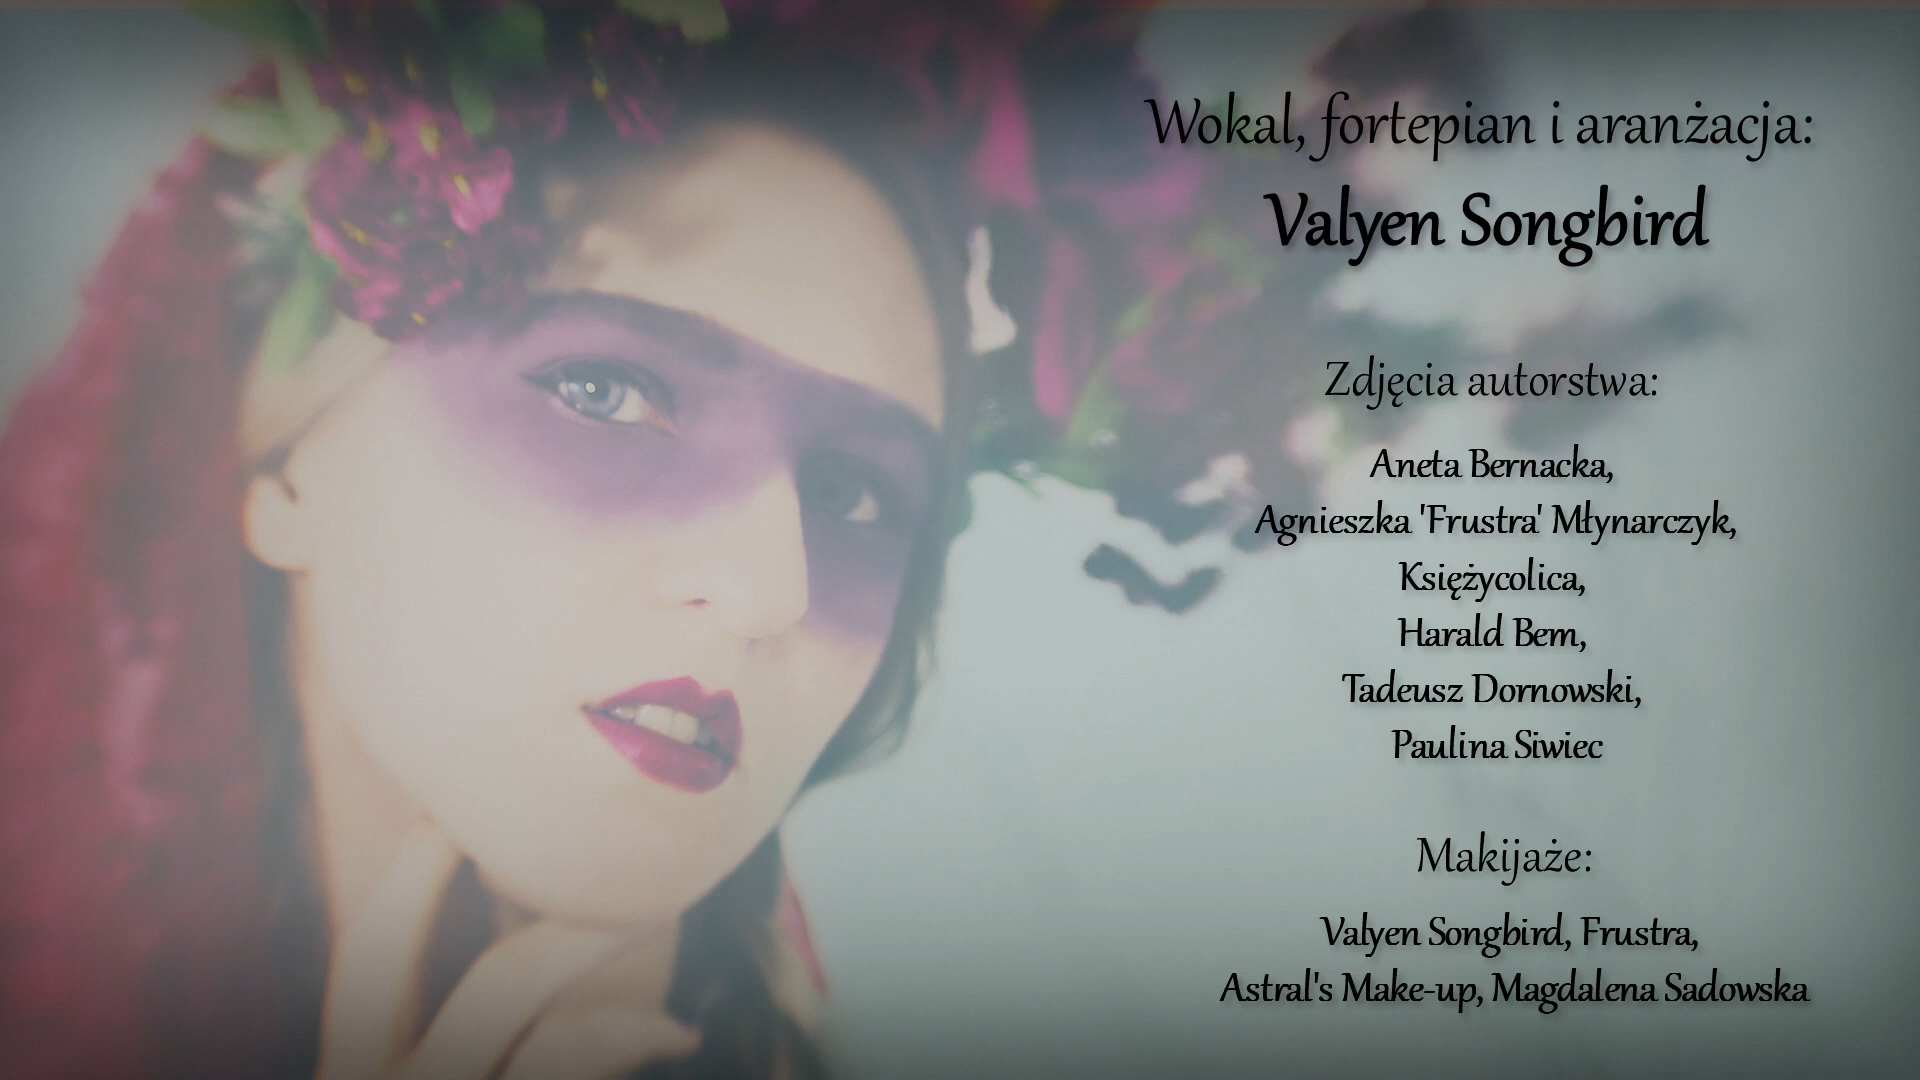 Wokal, fortepian i aranżacja:
Valyen Songbird
Zdjęcia autorstwa:
Aneta Bernacka,
Agnieszka 'Frustra' Młynarczyk,
Księżycolica,
Harald Bem,
Tadeusz Dornowski,
Paulina Siwiec
Makijaże:
Valyen Songbird, Frustra,
Astral's Make-up, Magdalena Sadowska